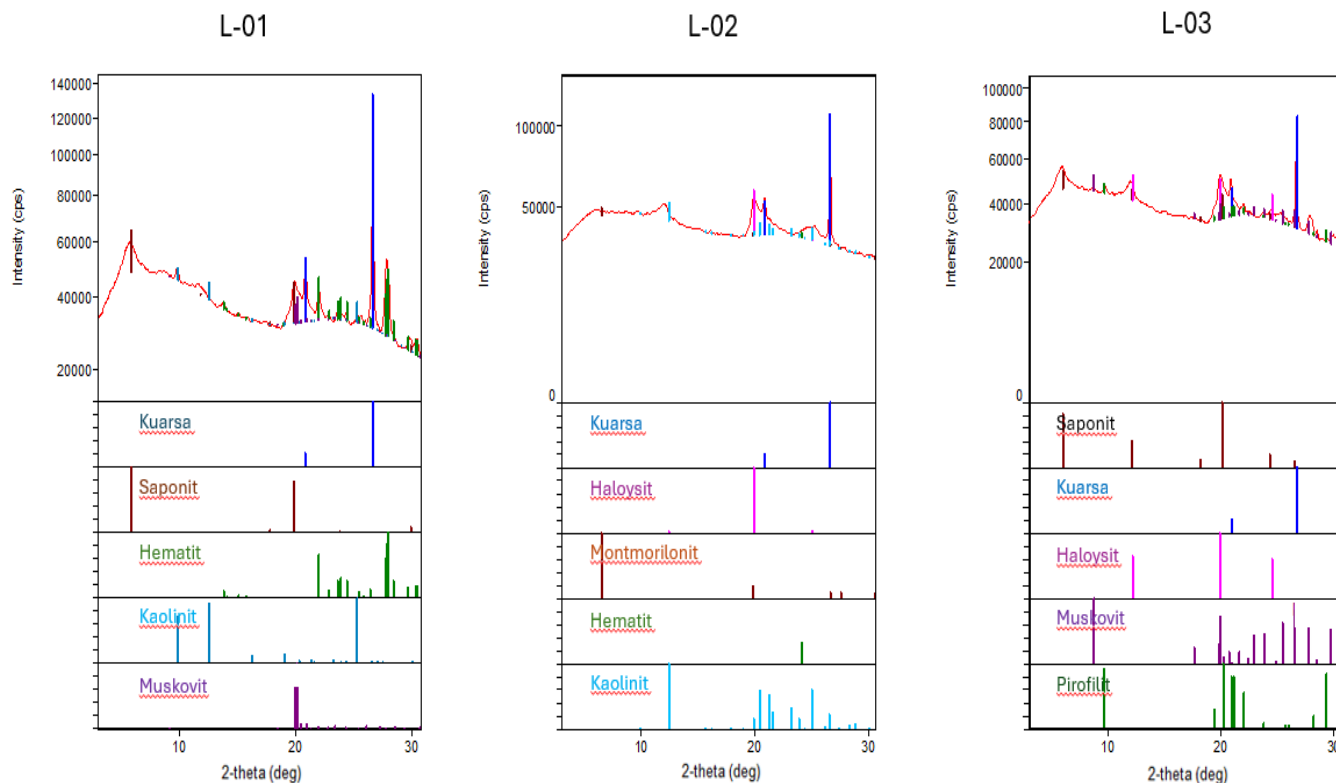 L-01
140000
120000
100000
80000
60000
40000
20000
Intensity (cps)
Kuarsa
Saponit
Hematit
Kaolinit
Muskovit
10
20
30
2-theta (deg)
L-02
100000
50000
0
Intensity (cps)
Kuarsa
Haloysit
Montmorilonit
Hematit
Kaolinit
10
20
30
2-theta (deg)
L-03
100000
80000
60000
40000
20000
0
Intensity (cps)
Saponit
Kuarsa
Haloysit
Muskovit
Pirofilit
10
20
30
2-theta (deg)